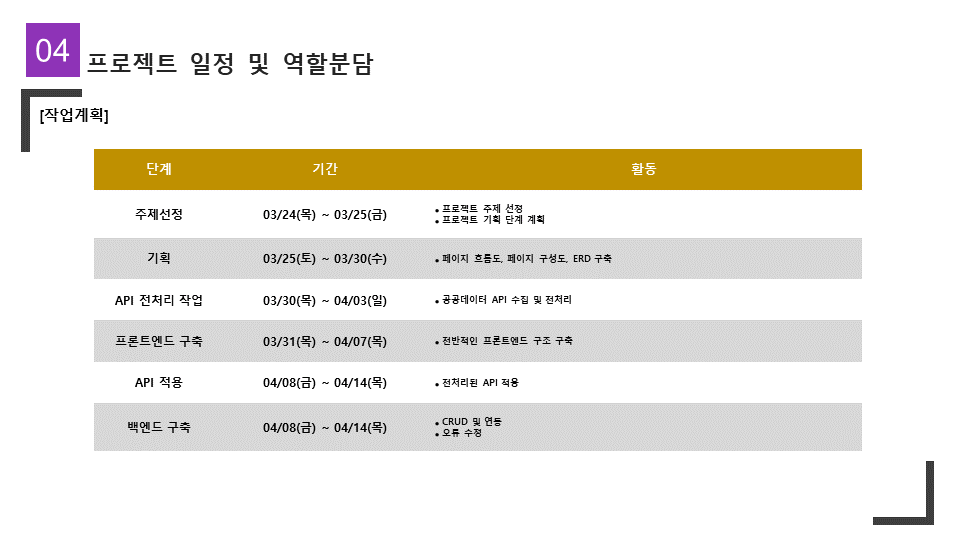 04
프로젝트 일정 및 역할분담
[작업계획]
단계 기간 활동
주제선정 03/24(목) ~ 03/25(금) • 프로젝트 주제 선정
• 프로젝트 기획 단계 계획
기획 03/25(토) ~ 03/30(수) • 페이지 흐름도, 페이지 구성도, ERD 구축
API 전처리 작업 03/30(목) ~ 04/03(일) • 공공데이터 API 수집 및 전처리
프론트엔드 구축 03/31(목) ~ 04/07(목) • 전반적인 프론트엔드 구조 구축
API 적용 04/08(금) ~ 04/14(목) • 전처리된 API 적용
백엔드 구축 04/08(금) ~ 04/14(목) • CRUD 및 연동
• 오류 수정